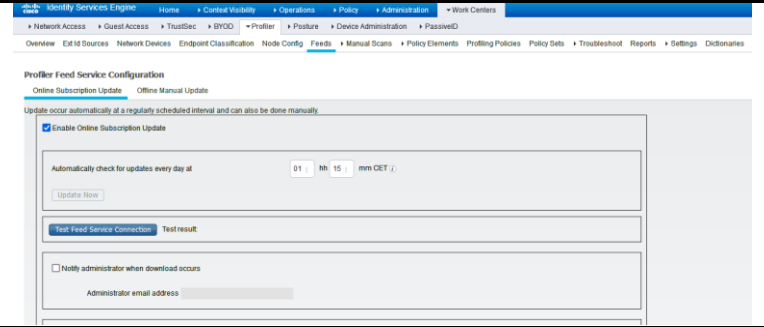 cisco Identity Services Engine Home Context Visibility Operations Policy Administration Work Centers
Network Access Guest Access TrustSec BYOD Profiler Posture Device Administration PassiveID
Overview Ext Id Sources Network Devices Endpoint Classification Node Config Feeds Manual Scans Policy Elements Profiling Policies Policy Sets Troubleshoot Reports Settings Dictionaries
Profiler Feed Service Configuration
Online Subscription Update Offline Manual Update
Update occur automatically at a regularly scheduled interval and can also be done manually.
Enable Online Subscription Update
Automatically check for updates every day at 01 : hh 15 : mm CET i
Update Now
Test Feed Service Connection Test result:
Notify administrator when download occurs
Administrator email address